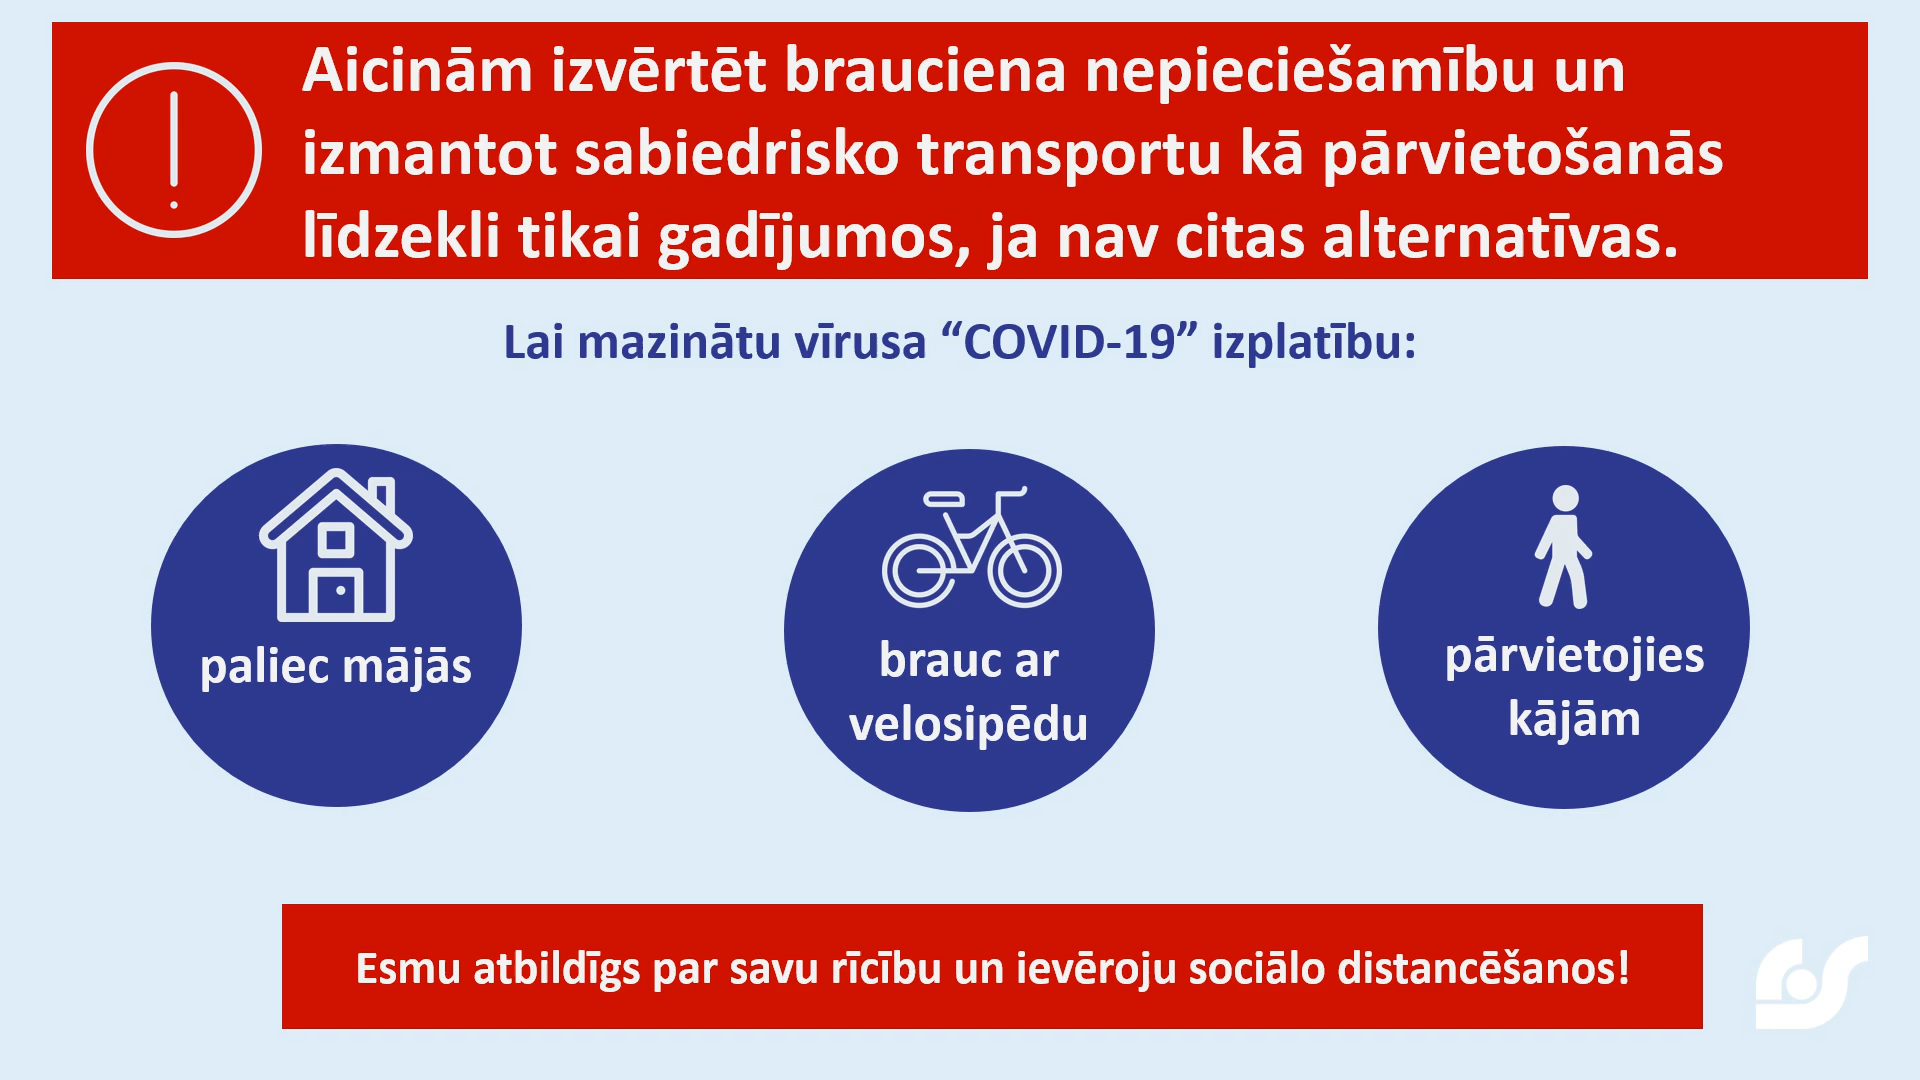 Aicinām izvērtēt brauciena nepieciešamību un
izmantot sabiedrisko transportu kā pārvietošanās
līdzekli tikai gadījumos, ja nav citas alternatīvas.
Lai mazinātu vīrusa “COVID-19” izplatību:
paliec mājās
brauc ar
velosipēdu
pārvietojies
kājām
Esmu atbildīgs par savu rīcību un ievēroju sociālo distancēšanos!